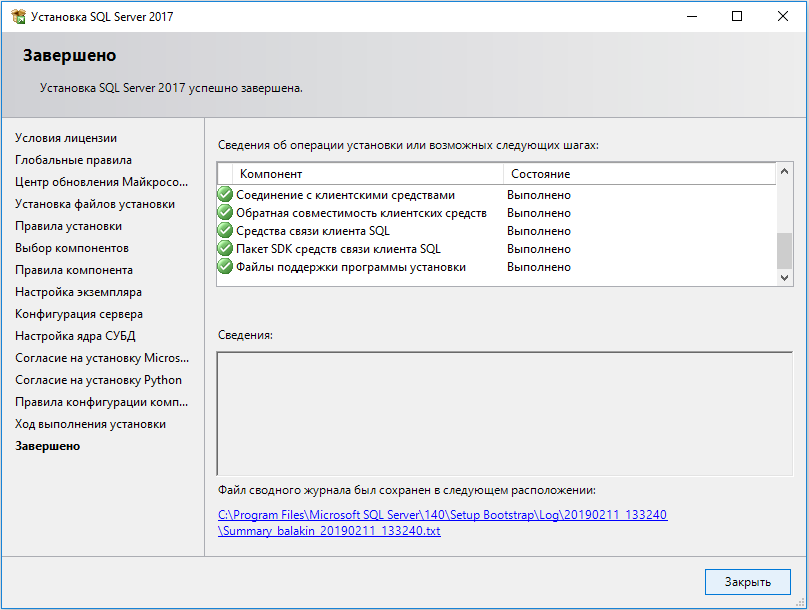 Установка SQL Server 2017
Завершено
Установка SQL Server 2017 успешно завершена.
Условия лицензии
Глобальные правила
Центр обновления Майкросо...
Установка файлов установки
Правила установки
Выбор компонентов
Правила компонента
Настройка экземпляра
Конфигурация сервера
Настройка ядра СУБД
Согласие на установку Micros...
Согласие на установку Python
Правила конфигурации комп...
Ход выполнения установки
Завершено
Сведения об операции установки или возможных следующих шагах:
Компонент Состояние
Соединение с клиентскими средствами Выполнено
Обратная совместимость клиентских средств Выполнено
Средства связи клиента SQL Выполнено
Пакет SDK средств связи клиента SQL Выполнено
Файлы поддержки программы установки Выполнено
Сведения:
Файл сводного журнала был сохранен в следующем расположении:
C:\Program Files\Microsoft SQL Server\140\Setup Bootstrap\Log\20190211_133240
\Summary_balakin_20190211_133240.txt
Закрыть